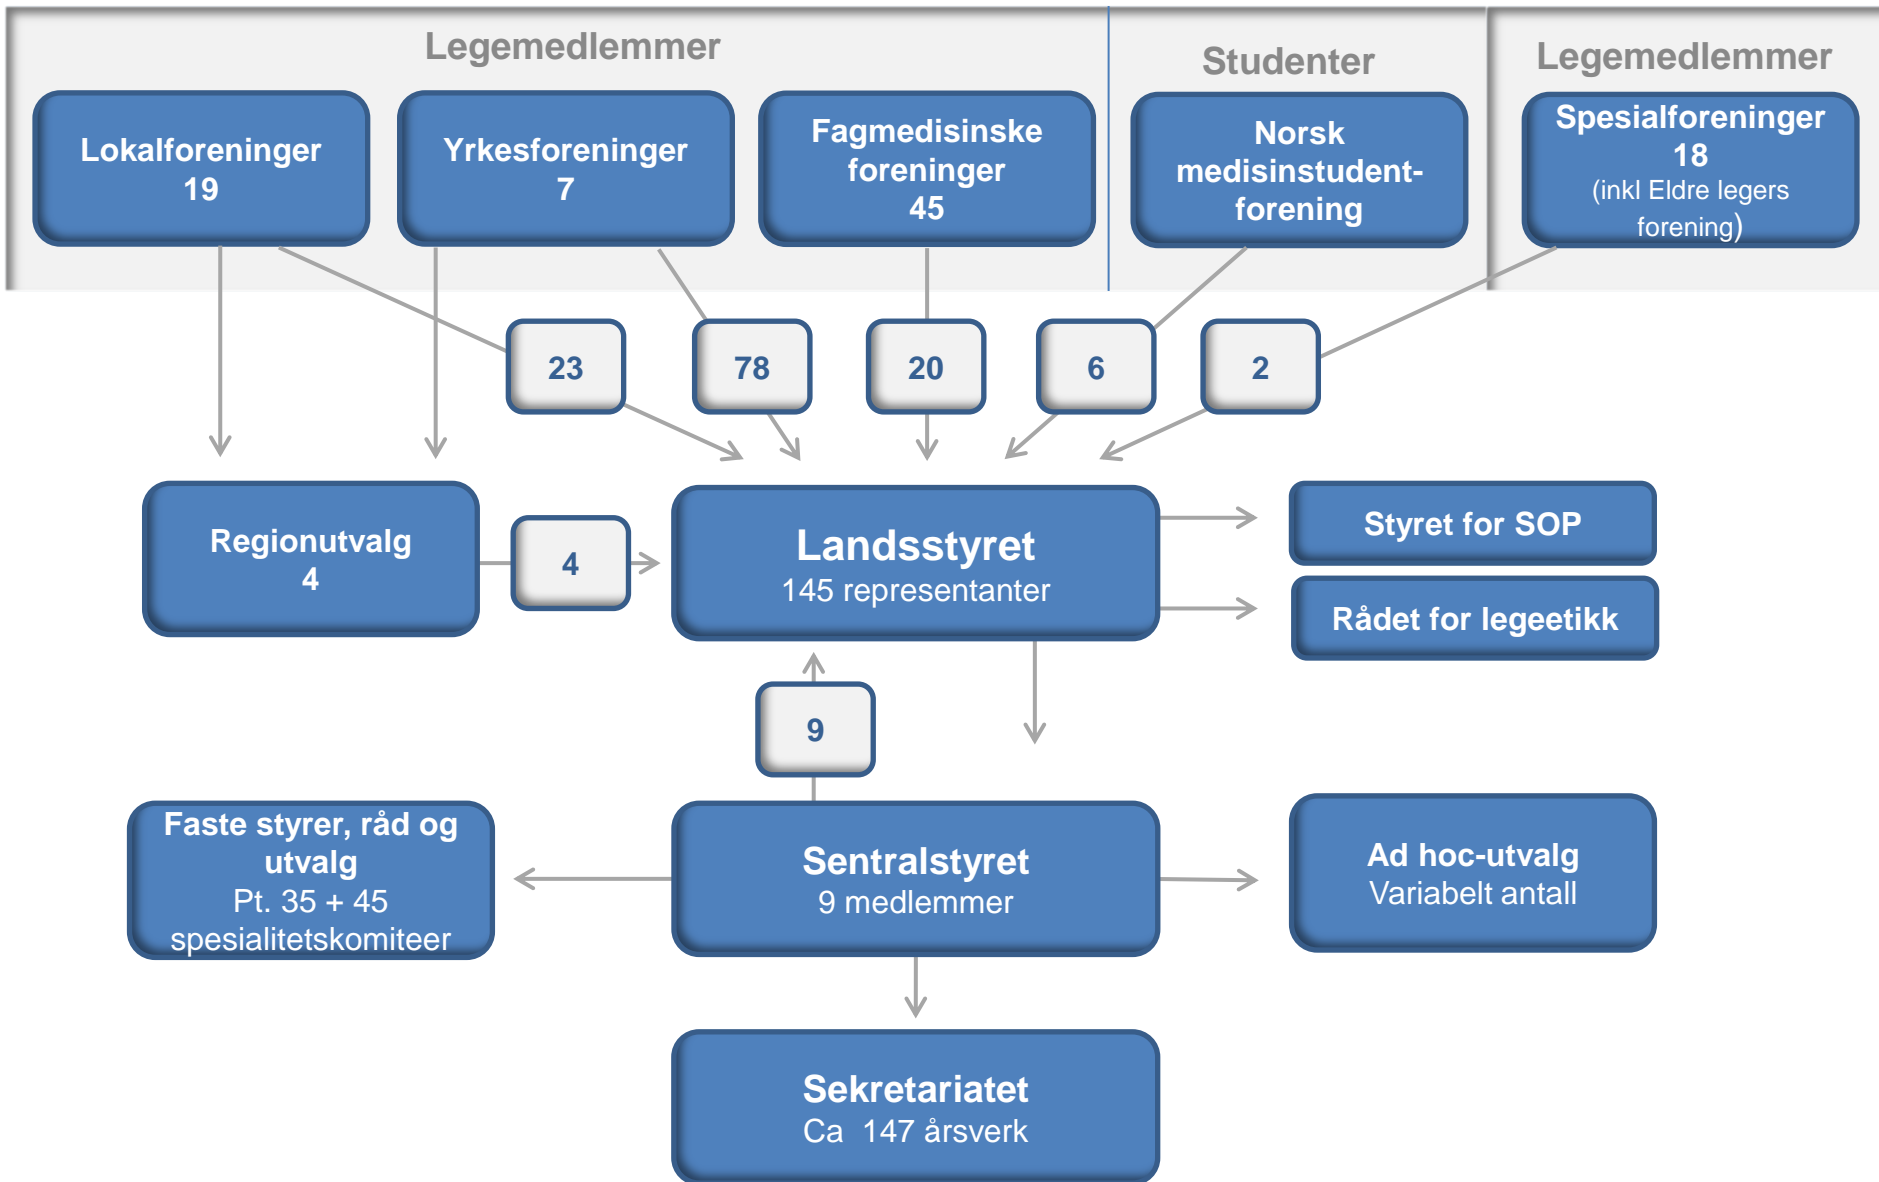 Legemedlemmer
Studenter
Legemedlemmer
Lokalforeninger
19
Yrkesforeninger
7
Fagmedisinske
foreninger
45
Norsk
medisinstudent-
forening
Spesialforeninger
18
(inkl Eldre legers
forening)
23
78
20
6
2
Regionutvalg
4
4
Landsstyret
145 representanter
Styret for SOP
Rådet for legeetikk
9
Faste styrer, råd og
utvalg
Pt. 35 + 45
spesialitetskomiteer
Sentralstyret
9 medlemmer
Ad hoc-utvalg
Variabelt antall
Sekretariatet
Ca  147 årsverk